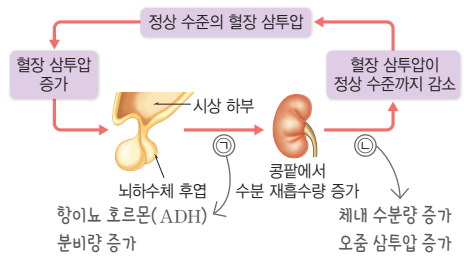 정상 수준의 혈장 삼투압
혈장 삼투압
증가
혈장 삼투압이
정상 수준까지 감소
시상 하부
뇌하수체 후엽
㉠
콩팥에서
수분 재흡수량 증가
㉡
항이뇨 호르몬(ADH)
분비량 증가
체내 수분량 증가
오줌 삼투압 증가